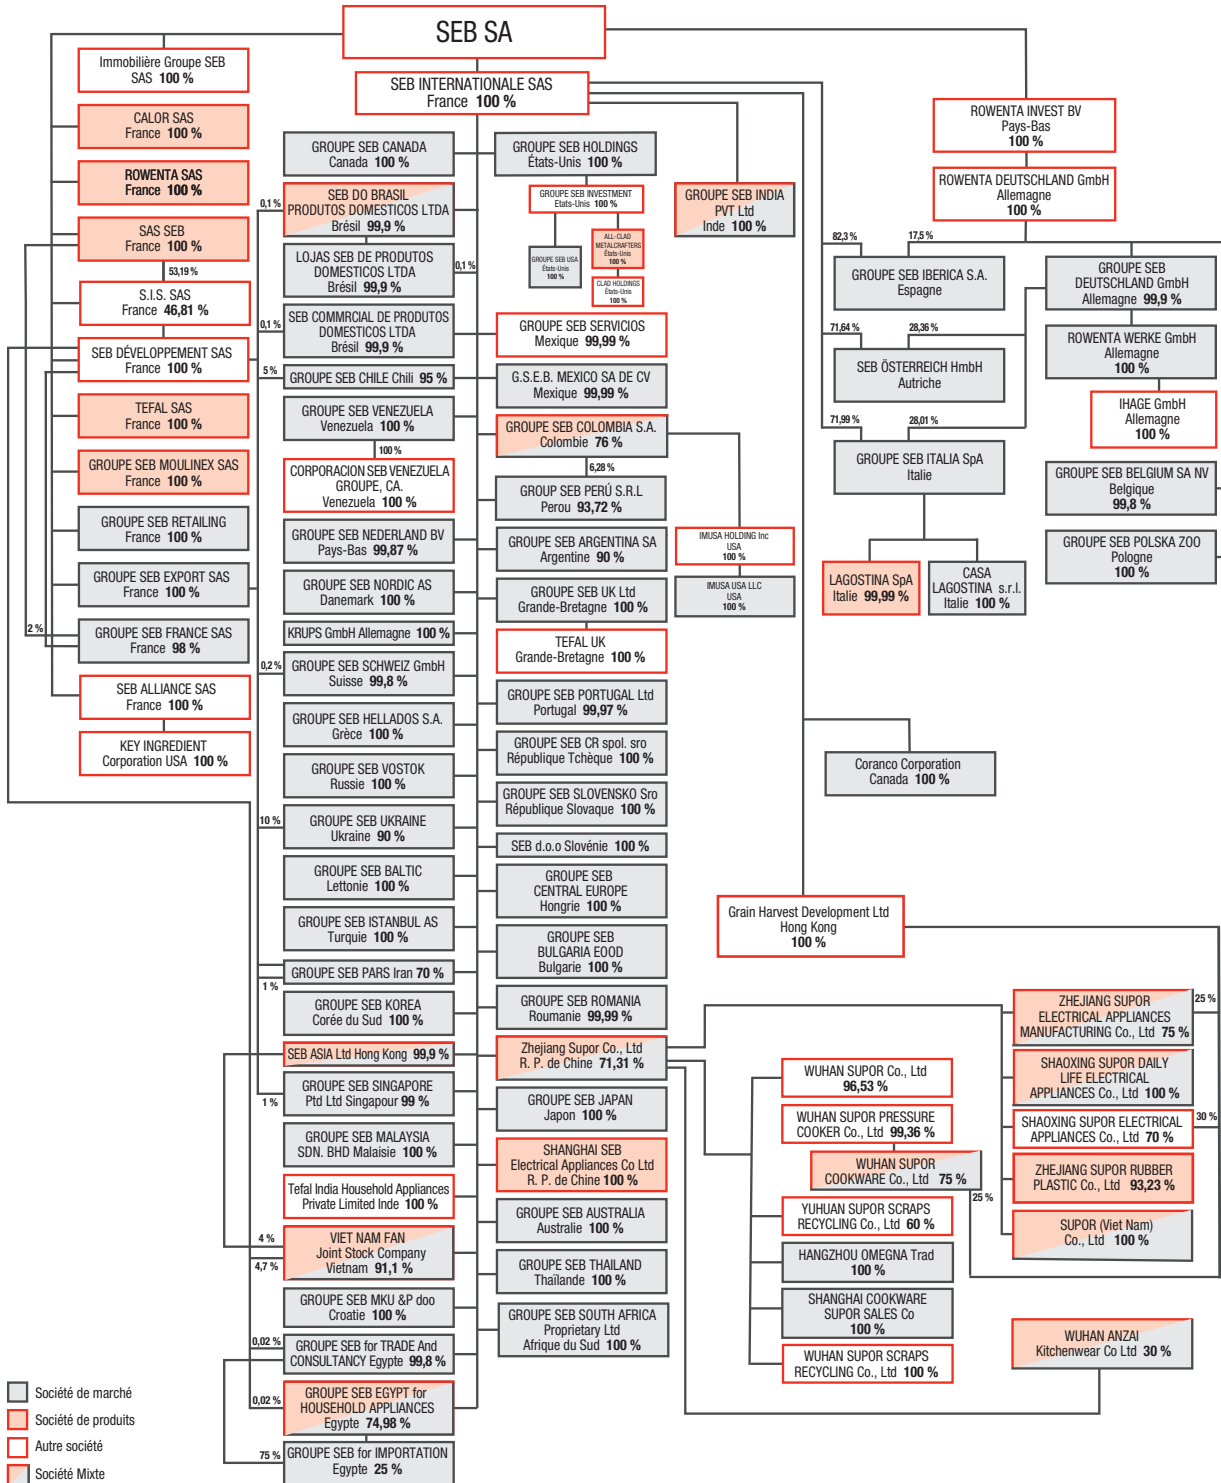 SEB SA
Immobilière Groupe SEB
SAS 100 %
CALOR SAS
France 100 %
ROWENTA SAS
France 100 %
SAS SEB
France 100 %
53,19 %
S.I.S. SAS
France 46,81 %
SEB DÉVELOPPEMENT SAS
France 100 %
TEFAL SAS
France 100 %
GROUPE SEB MOULINEX SAS
France 100 %
GROUPE SEB RETAILING
France 100 %
GROUPE SEB EXPORT SAS
France 100 %
2 %
GROUPE SEB FRANCE SAS
France 98 %
SEB ALLIANCE SAS
France 100 %
KEY INGREDIENT
Corporation USA 100 %
SEB INTERNATIONALE SAS
France 100 %
GROUPE SEB CANADA
Canada 100 %
0,1 %
SEB DO BRASIL
PRODUTOS DOMESTICOS LTDA
Brésil 99,9 %
LOJAS SEB DE PRODUTOS
DOMESTICOS LTDA
Brésil 99,9 %
0,1 %
0,1 %
SEB COMMRCIAL DE PRODUTOS
DOMESTICOS LTDA
Brésil 99,9 %
5 %
GROUPE SEB CHILE Chili 95 %
GROUPE SEB VENEZUELA
Venezuela 100 %
100 %
CORPORACION SEB VENEZUELA
GROUPE, CA.
Venezuela 100 %
GROUPE SEB NEDERLAND BV
Pays-Bas 99,87 %
GROUPE SEB NORDIC AS
Danemark 100 %
KRUPS GmbH Allemagne 100 %
0,2 %
GROUPE SEB SCHWEIZ GmbH
Suisse 99,8 %
GROUPE SEB HELLADOS S.A.
Grèce 100 %
GROUPE SEB VOSTOK
Russie 100 %
10 %
GROUPE SEB UKRAINE
Ukraine 90 %
GROUPE SEB BALTIC
Lettonie 100 %
GROUPE SEB ISTANBUL AS
Turquie 100 %
GROUPE SEB PARS Iran 70 %
1 %
GROUPE SEB KOREA
Corée du Sud 100 %
SEB ASIA Ltd Hong Kong 99,9 %
1 %
GROUPE SEB SINGAPORE
Ptd Ltd Singapour 99 %
GROUPE SEB MALAYSIA
SDN. BHD Malaisie 100 %
Tefal India Household Appliances
Private Limited Inde 100 %
4 %
4,7 %
VIET NAM FAN
Joint Stock Company
Vietnam 91,1 %
GROUPE SEB MKU &P doo
Croatie 100 %
0,02 %
GROUPE SEB for TRADE And
CONSULTANCY Egypte 99,8 %
0,02 %
GROUPE SEB EGYPT for
HOUSEHOLD APPLIANCES
Egypte 74,98 %
75 %
GROUPE SEB for IMPORTATION
Egypte 25 %
GROUPE SEB HOLDINGS
États-Unis 100 %
GROUPE SEB INVESTMENT
Etats-Unis 100 %
GROUPE SEB USA
États-Unis
100 %
ALL-CLAD
METALCRAFTERS
États-Unis
100 %
CLAD HOLDINGS
États-Unis
100 %
GROUPE SEB SERVICIOS
Mexique 99,99 %
G.S.E.B. MEXICO SA DE CV
Mexique 99,99 %
GROUPE SEB COLOMBIA S.A.
Colombie 76 %
6,28 %
GROUP SEB PERÚ S.R.L
Perou 93,72 %
GROUPE SEB ARGENTINA SA
Argentine 90 %
IMUSA HOLDING Inc
USA
100 %
IMUSA USA LLC
USA
100 %
GROUPE SEB UK Ltd
Grande-Bretagne 100 %
TEFAL UK
Grande-Bretagne 100 %
GROUPE SEB PORTUGAL Ltd
Portugal 99,97 %
GROUPE SEB CR spol. sro
République Tchèque 100 %
GROUPE SEB SLOVENSKO Sro
République Slovaque 100 %
SEB d.o.o Slovénie 100 %
GROUPE SEB
CENTRAL EUROPE
Hongrie 100 %
GROUPE SEB
BULGARIA EOOD
Bulgarie 100 %
GROUPE SEB ROMANIA
Roumanie 99,99 %
Zhejiang Supor Co., Ltd
R. P. de Chine 71,31 %
GROUPE SEB JAPAN
Japon 100 %
SHANGHAI SEB
Electrical Appliances Co Ltd
R. P. de Chine 100 %
GROUPE SEB AUSTRALIA
Australie 100 %
GROUPE SEB THAILAND
Thaïlande 100 %
GROUPE SEB SOUTH AFRICA
Proprietary Ltd
Afrique du Sud 100 %
GROUPE SEB INDIA
PVT Ltd
Inde 100 %
ROWENTA INVEST BV
Pays-Bas
100 %
ROWENTA DEUTSCHLAND GmbH
Allemagne
100 %
82,3 %
17,5 %
GROUPE SEB IBERICA S.A.
Espagne
71,64 %
28,36 %
SEB ÖSTERREICH HmbH
Autriche
71,99 %
28,01 %
GROUPE SEB ITALIA SpA
Italie
LAGOSTINA SpA
Italie 99,99 %
CASA
LAGOSTINA s.r.l.
Italie 100 %
GROUPE SEB
DEUTSCHLAND GmbH
Allemagne 99,9 %
ROWENTA WERKE GmbH
Allemagne
100 %
IHAGE GmbH
Allemagne
100 %
GROUPE SEB BELGIUM SA NV
Belgique
99,8 %
GROUPE SEB POLSKA ZOO
Pologne
100 %
Coranco Corporation
Canada 100 %
Grain Harvest Development Ltd
Hong Kong
100 %
WUHAN SUPOR Co., Ltd
96,53 %
WUHAN SUPOR PRESSURE
COOKER Co., Ltd 99,36 %
WUHAN SUPOR
COOKWARE Co., Ltd 75 %
25 %
YUHUAN SUPOR SCRAPS
RECYCLING Co., Ltd 60 %
HANGZHOU OMEGNA Trad
100 %
SHANGHAI COOKWARE
SUPOR SALES Co
100 %
WUHAN SUPOR SCRAPS
RECYCLING Co., Ltd 100 %
ZHEJIANG SUPOR
ELECTRICAL APPLIANCES
MANUFACTURING Co., Ltd 75 %
25 %
SHAOXING SUPOR DAILY
LIFE ELECTRICAL
APPLIANCES Co., Ltd 100 %
SHAOXING SUPOR ELECTRICAL
APPLIANCES Co., Ltd 70 %
30 %
ZHEJIANG SUPOR RUBBER
PLASTIC Co., Ltd 93,23 %
SUPOR (Viet Nam)
Co., Ltd 100 %
WUHAN ANZAI
Kitchenwear Co Ltd 30 %
Société de marché
Société de produits
Autre société
Société Mixte